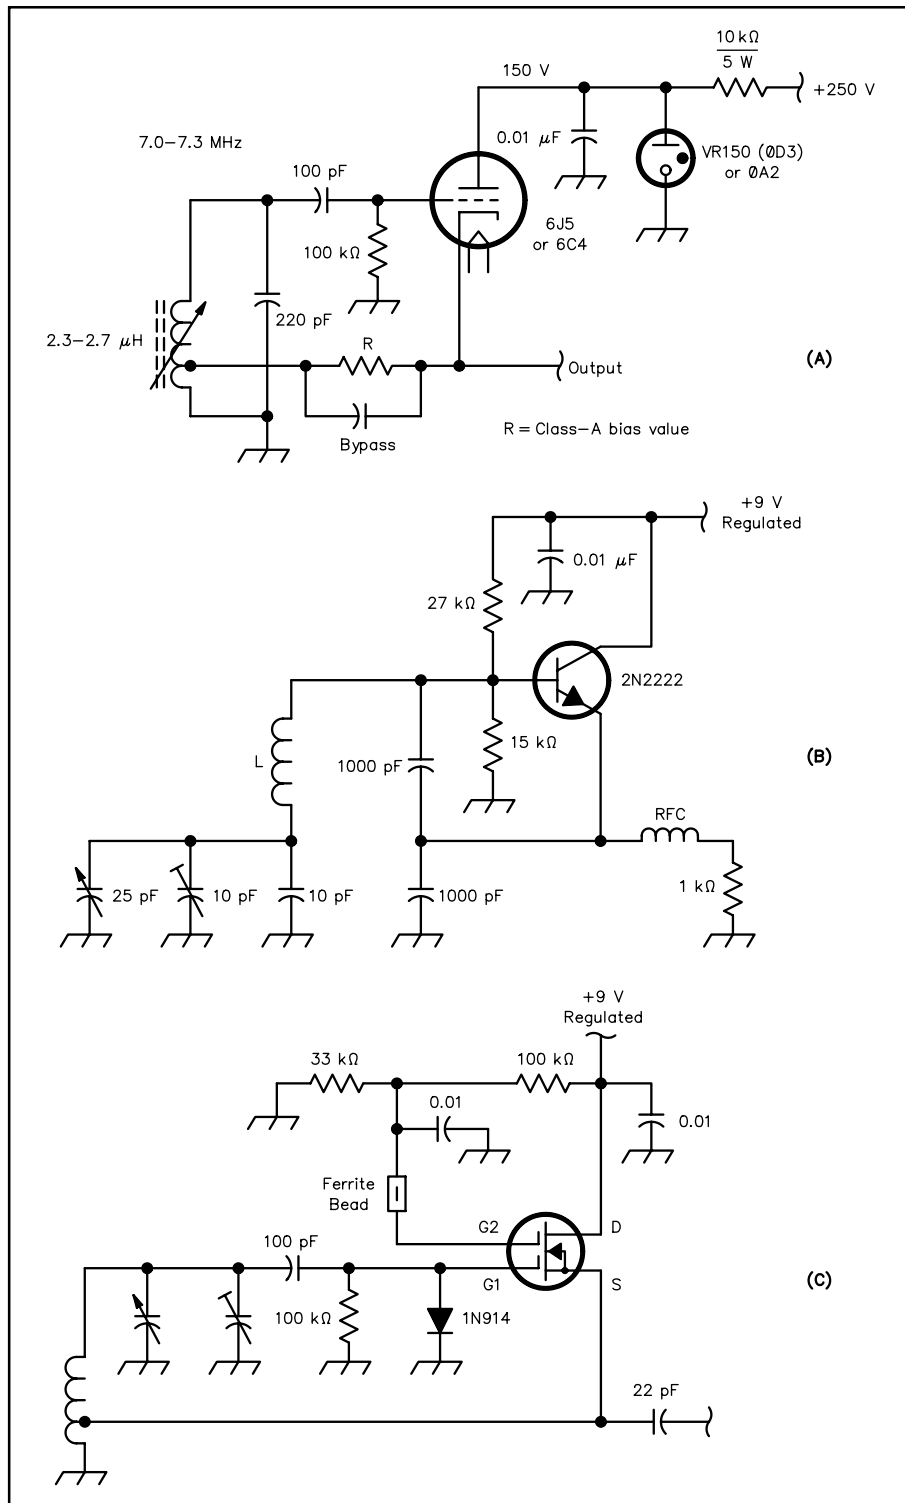 10 kΩ
5 W
150 V
+250 V
7.0–7.3 MHz
0.01 μF
VR150 (ØD3)
or ØA2
100 pF
6J5
or 6C4
100 kΩ
220 pF
2.3–2.7 μH
R
(A)
Output
Bypass
R = Class–A bias value
+9 V
Regulated
0.01 μF
27 kΩ
2N2222
15 kΩ
L
1000 pF
(B)
RFC
25 pF
10 pF
10 pF
1000 pF
1 kΩ
+9 V
Regulated
33 kΩ
100 kΩ
0.01
0.01
Ferrite
Bead
G2
D
100 pF
G1
S
(C)
100 kΩ
1N914
22 pF